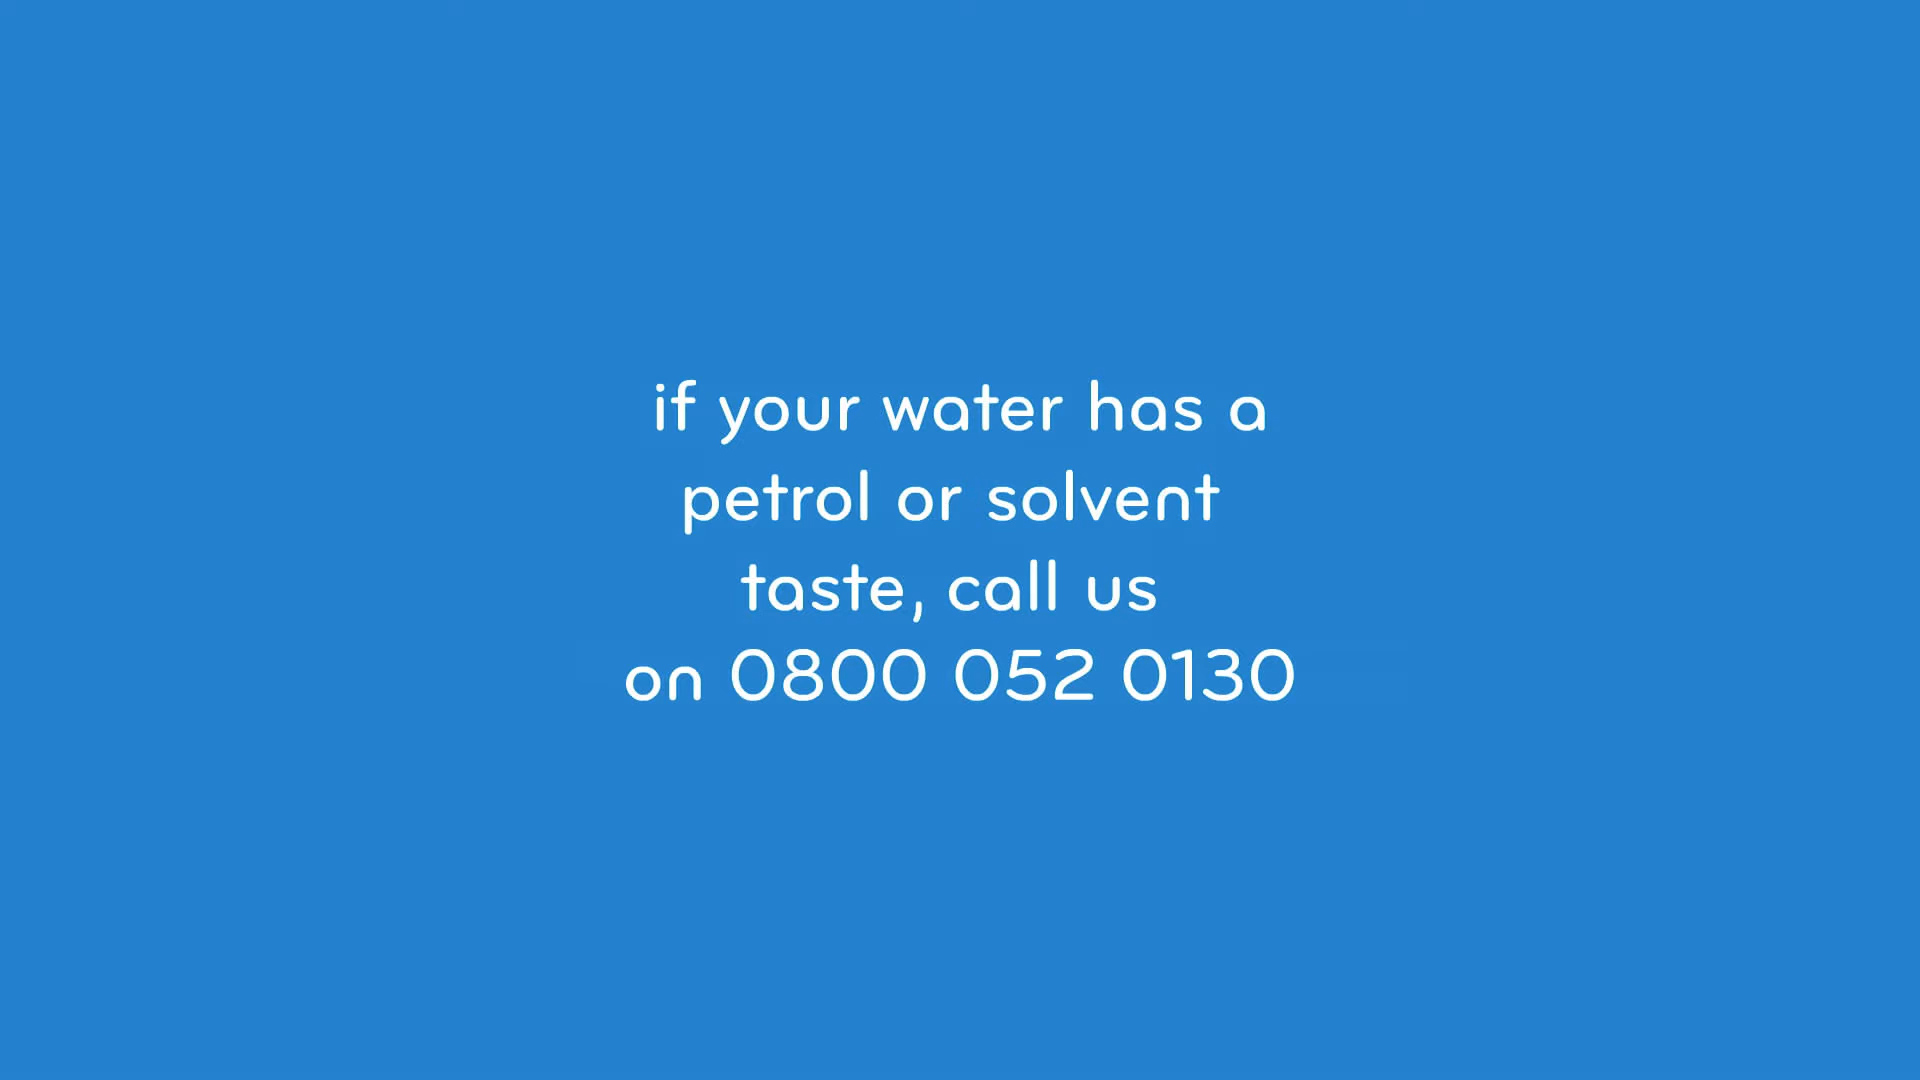 if your water has a
petrol or solvent
taste, call us
on 0800 052 0130